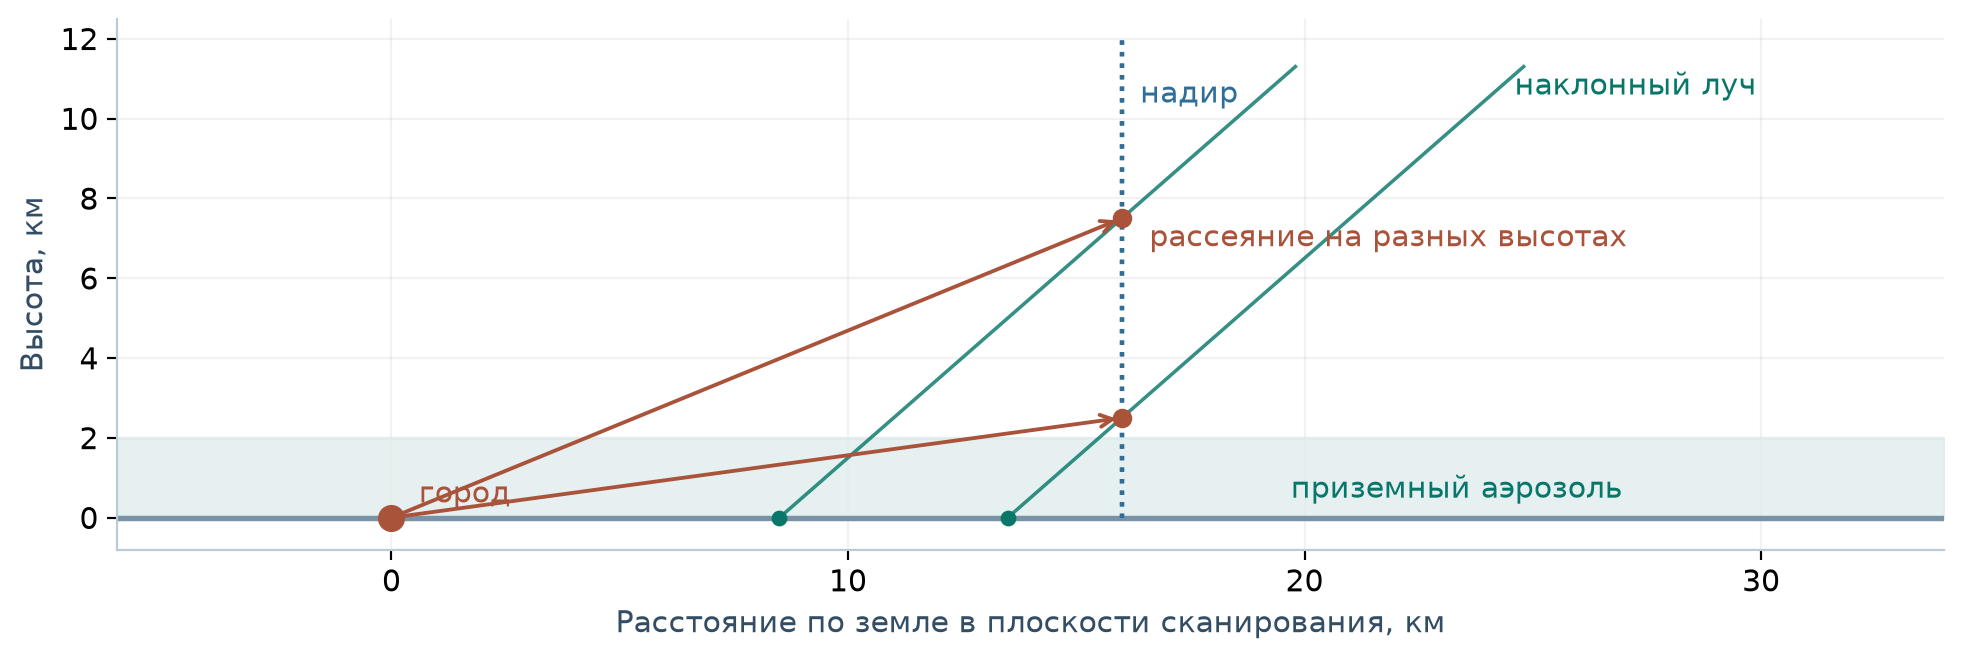 12
10
8
6
4
2
0
Высота, км
надир
наклонный луч
рассеяние на разных высотах
город
приземный аэрозоль
0
10
20
30
Расстояние по земле в плоскости сканирования, км